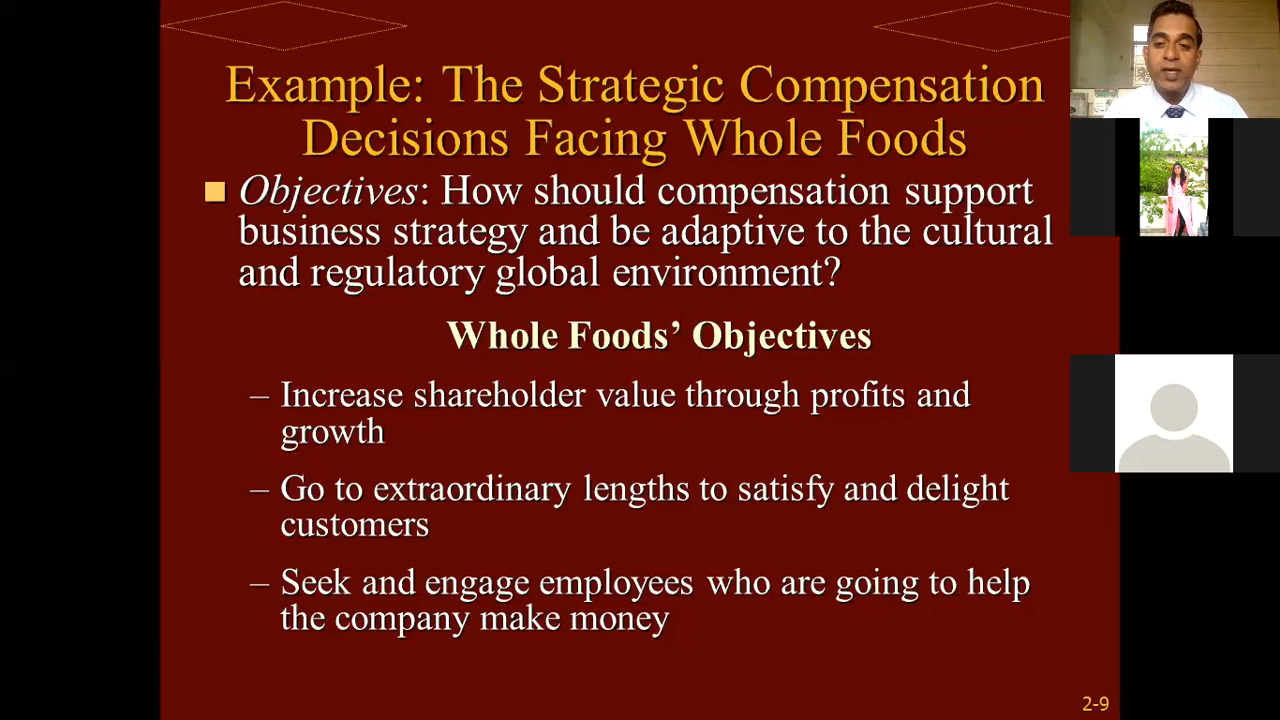 Example: The Strategic Compensation
Decisions Facing Whole Foods
Objectives: How should compensation support
business strategy and be adaptive to the cultural
and regulatory global environment?
Whole Foods’ Objectives
– Increase shareholder value through profits and
growth
– Go to extraordinary lengths to satisfy and delight
customers
– Seek and engage employees who are going to help
the company make money
2-9